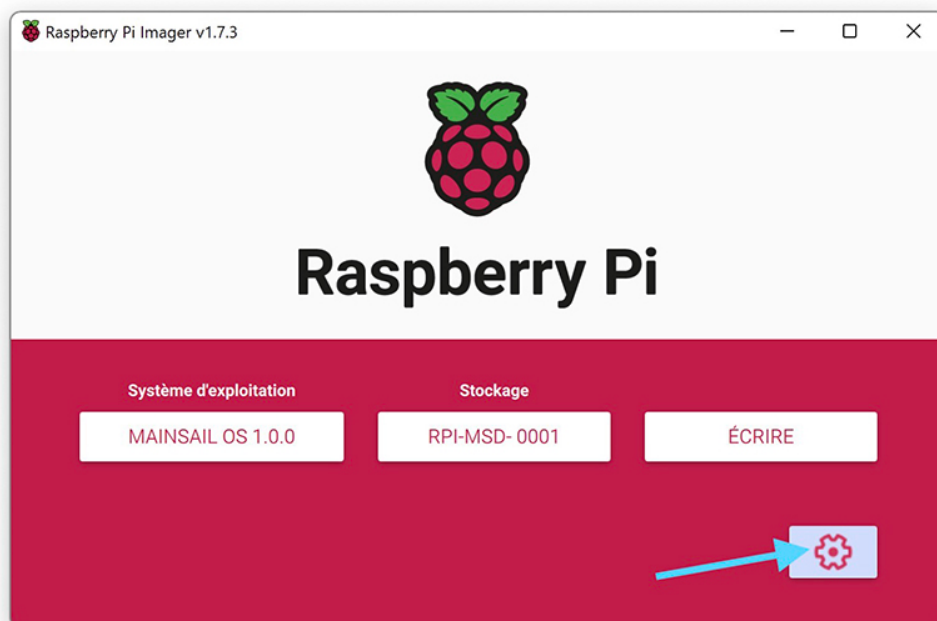 Raspberry Pi Imager v1.7.3
Raspberry Pi
Système d'exploitation
Stockage
MAINSAIL OS 1.0.0
RPI-MSD- 0001
ÉCRIRE